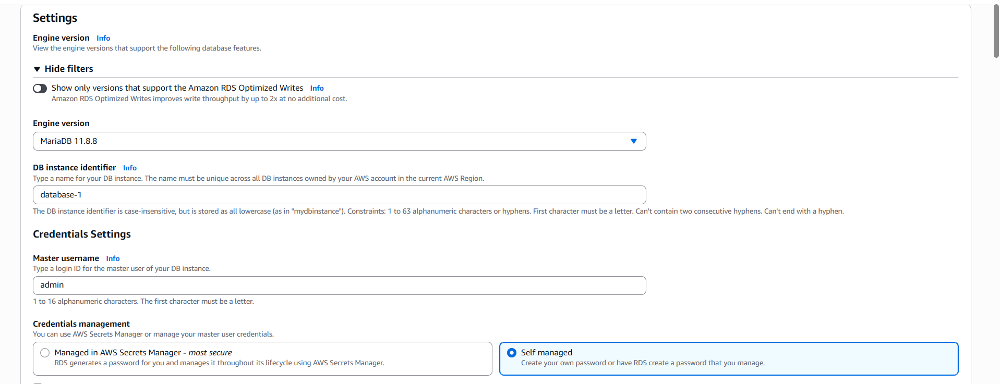 Settings
Engine version Info
View the engine versions that support the following database features.
Hide filters
Show only versions that support the Amazon RDS Optimized Writes Info
Amazon RDS Optimized Writes improves write throughput by up to 2x at no additional cost.
Engine version
MariaDB 11.8.8
DB instance identifier Info
Type a name for your DB instance. The name must be unique across all DB instances owned by your AWS account in the current AWS Region.
database-1
The DB instance identifier is case-insensitive, but is stored as all lowercase (as in "mydbinstance"). Constraints: 1 to 63 alphanumeric characters or hyphens. First character must be a letter. Can't contain two consecutive hyphens. Can't end with a hyphen.
Credentials Settings
Master username Info
Type a login ID for the master user of your DB instance.
admin
1 to 16 alphanumeric characters. The first character must be a letter.
Credentials management
You can use AWS Secrets Manager or manage your master user credentials.
Managed in AWS Secrets Manager - most secure
RDS generates a password for you and manages it throughout its lifecycle using AWS Secrets Manager.
Self managed
Create your own password or have RDS create a password that you manage.